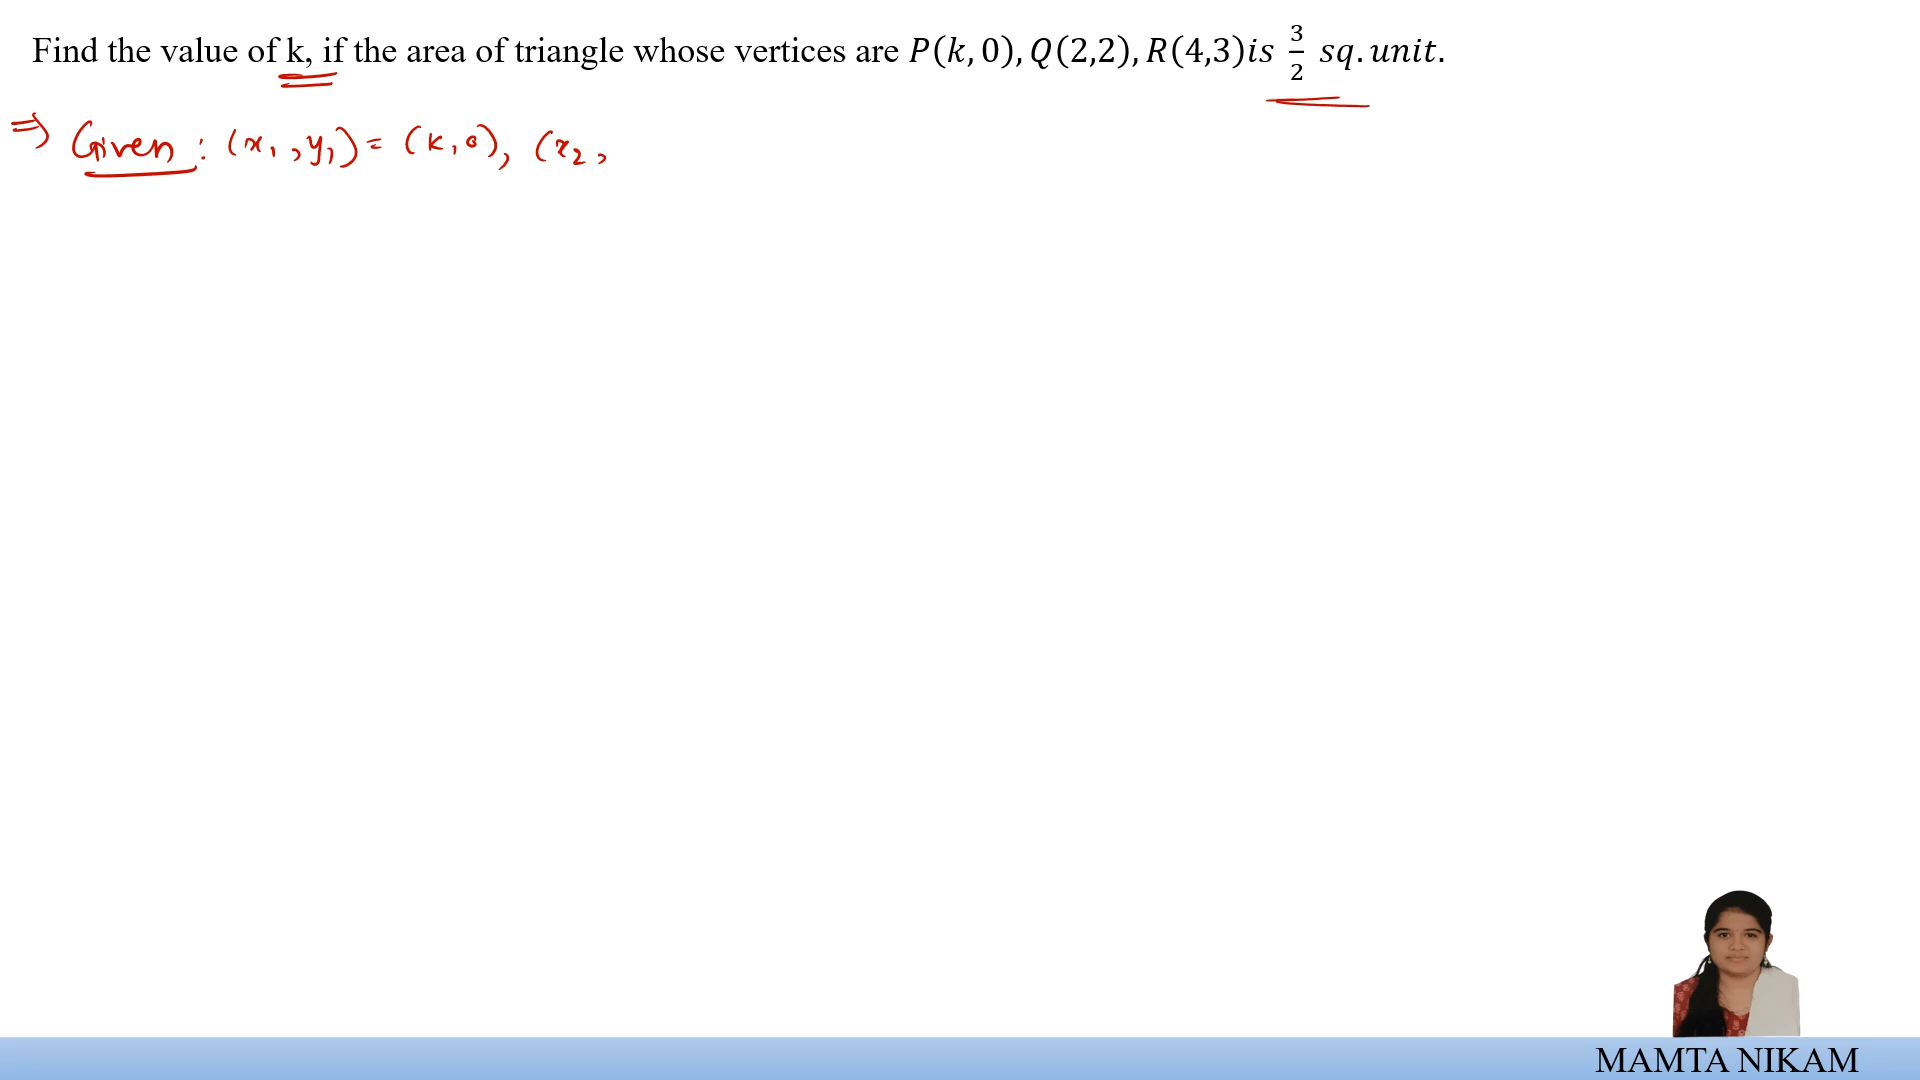 Find the value of k, if the area of triangle whose vertices are P(k, 0), Q(2,2), R(4,3)is 3/2 sq. unit.
⇒ Given : (x₁, y₁) = (k, 0), (x₂,
MAMTA NIKAM